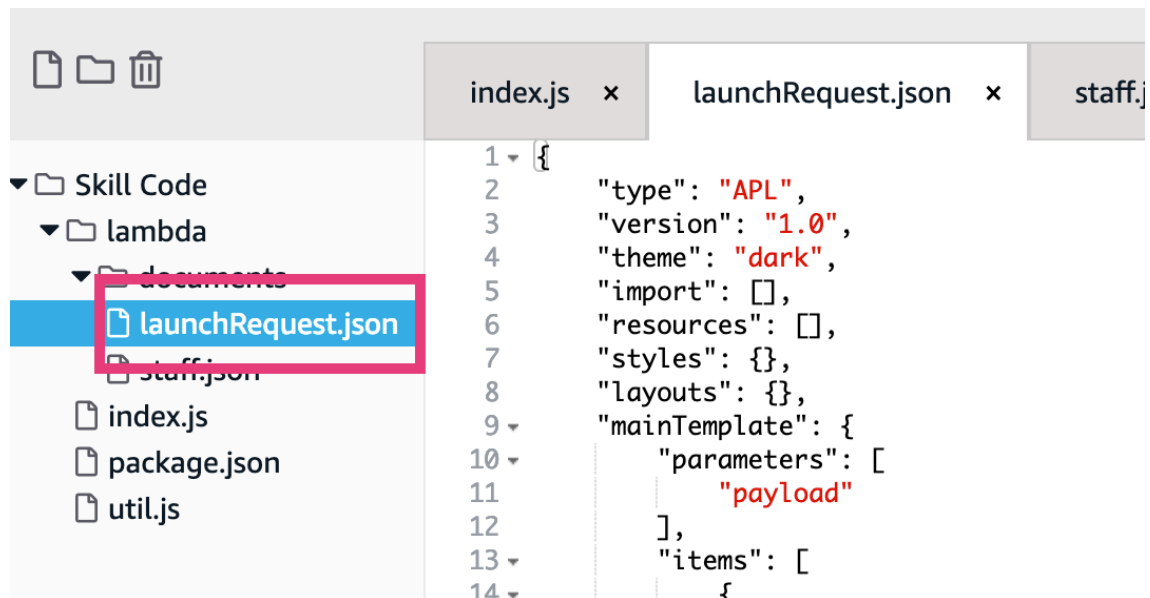 index.js ×
launchRequest.json ×
staff.j
Skill Code
lambda
documents
launchRequest.json
staff.json
index.js
package.json
util.js
1 {
2 "type": "APL",
3 "version": "1.0",
4 "theme": "dark",
5 "import": [],
6 "resources": [],
7 "styles": {},
8 "layouts": {},
9 "mainTemplate": {
10 "parameters": [
11 "payload"
12 ],
13 "items": [
14 {